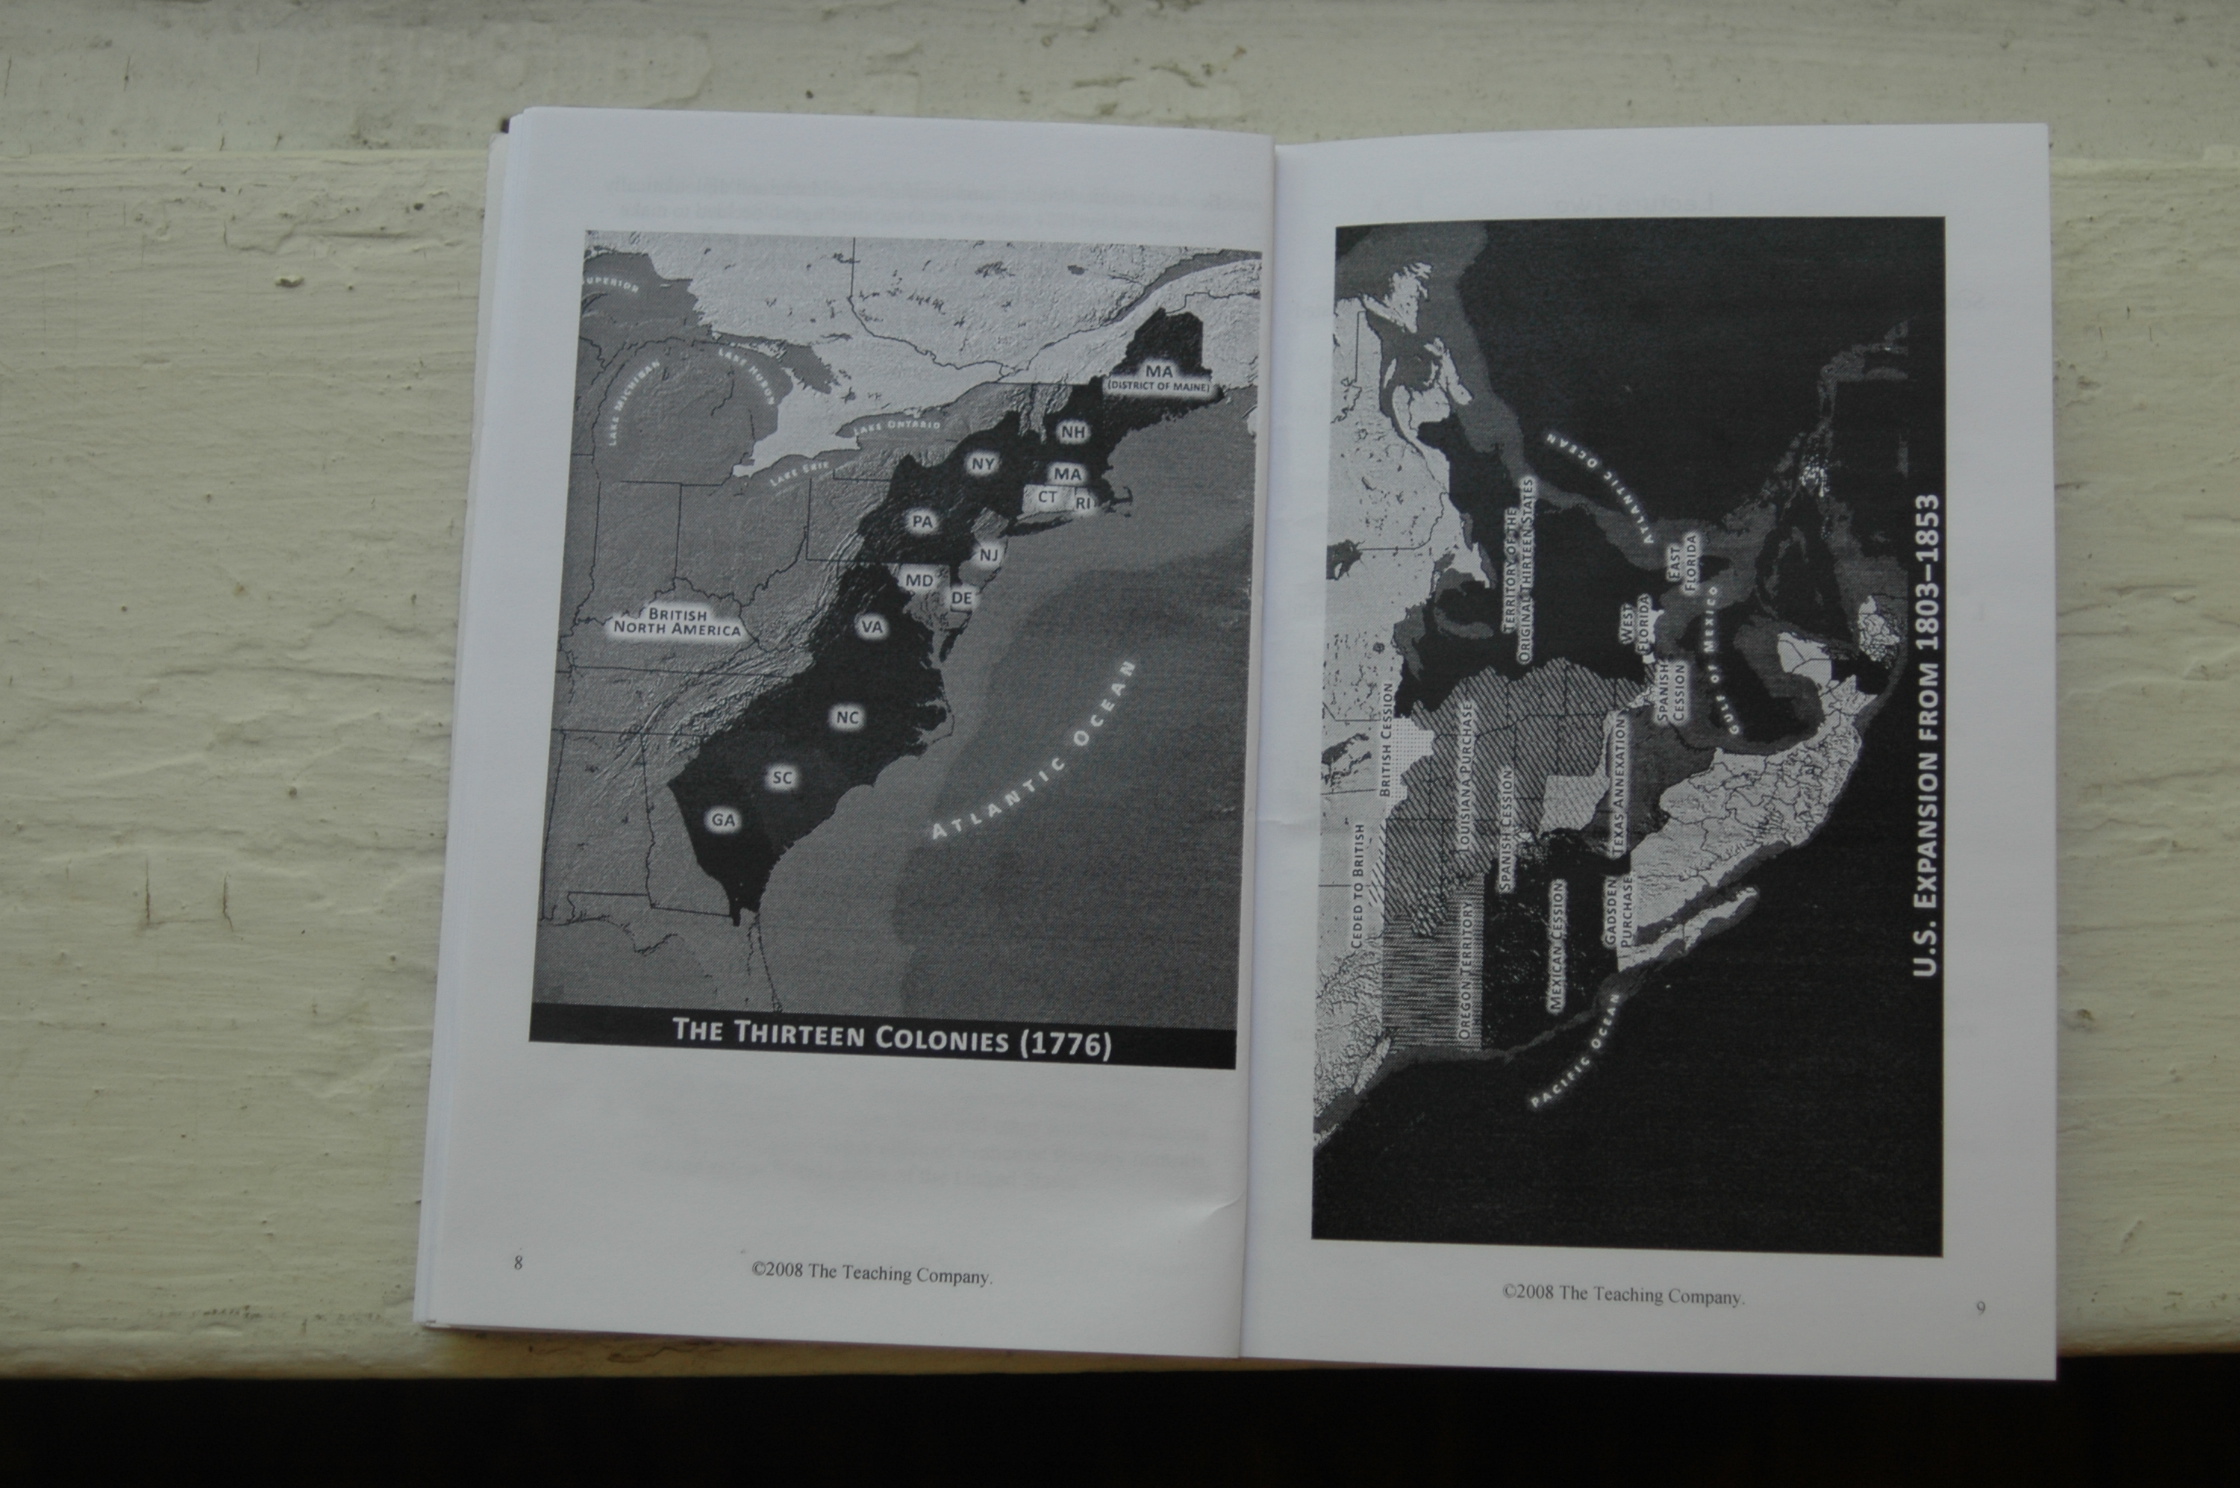 SUPERIOR
LAKE MICHIGAN
LAKE HURON
LAKE ONTARIO
LAKE ERIE
MA
(DISTRICT OF MAINE)
NH
NY
MA
CT
RI
PA
NJ
MD
DE
BRITISH
NORTH AMERICA
VA
NC
SC
GA
ATLANTIC OCEAN
THE THIRTEEN COLONIES (1776)
8
©2008 The Teaching Company.
ATLANTIC OCEAN
TERRITORY OF THE
ORIGINAL THIRTEEN STATES
EAST
FLORIDA
WEST
FLORIDA
GULF OF MEXICO
SPANISH
CESSION
BRITISH CESSION
LOUISIANA PURCHASE
SPANISH CESSION
TEXAS ANNEXATION
CEDED TO BRITISH
OREGON TERRITORY
MEXICAN CESSION
GADSDEN
PURCHASE
PACIFIC OCEAN
U.S. EXPANSION FROM 1803–1853
©2008 The Teaching Company.
9